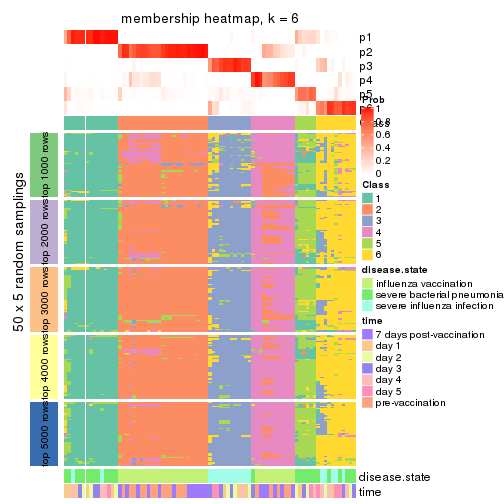 membership heatmap, k = 6
p1
p2
p3
p4
p5
p6
Prob
1
0.8
0.6
0.4
0.2
0
Class
1
2
3
4
5
6
disease.state
influenza vaccination
severe bacterial pneumonia
severe influenza infection
time
7 days post-vaccination
day 1
day 2
day 3
day 4
day 5
pre-vaccination
50 x 5 random samplings
top 1000 rows
top 2000 rows
top 3000 rows
top 4000 rows
top 5000 rows
disease.state
time